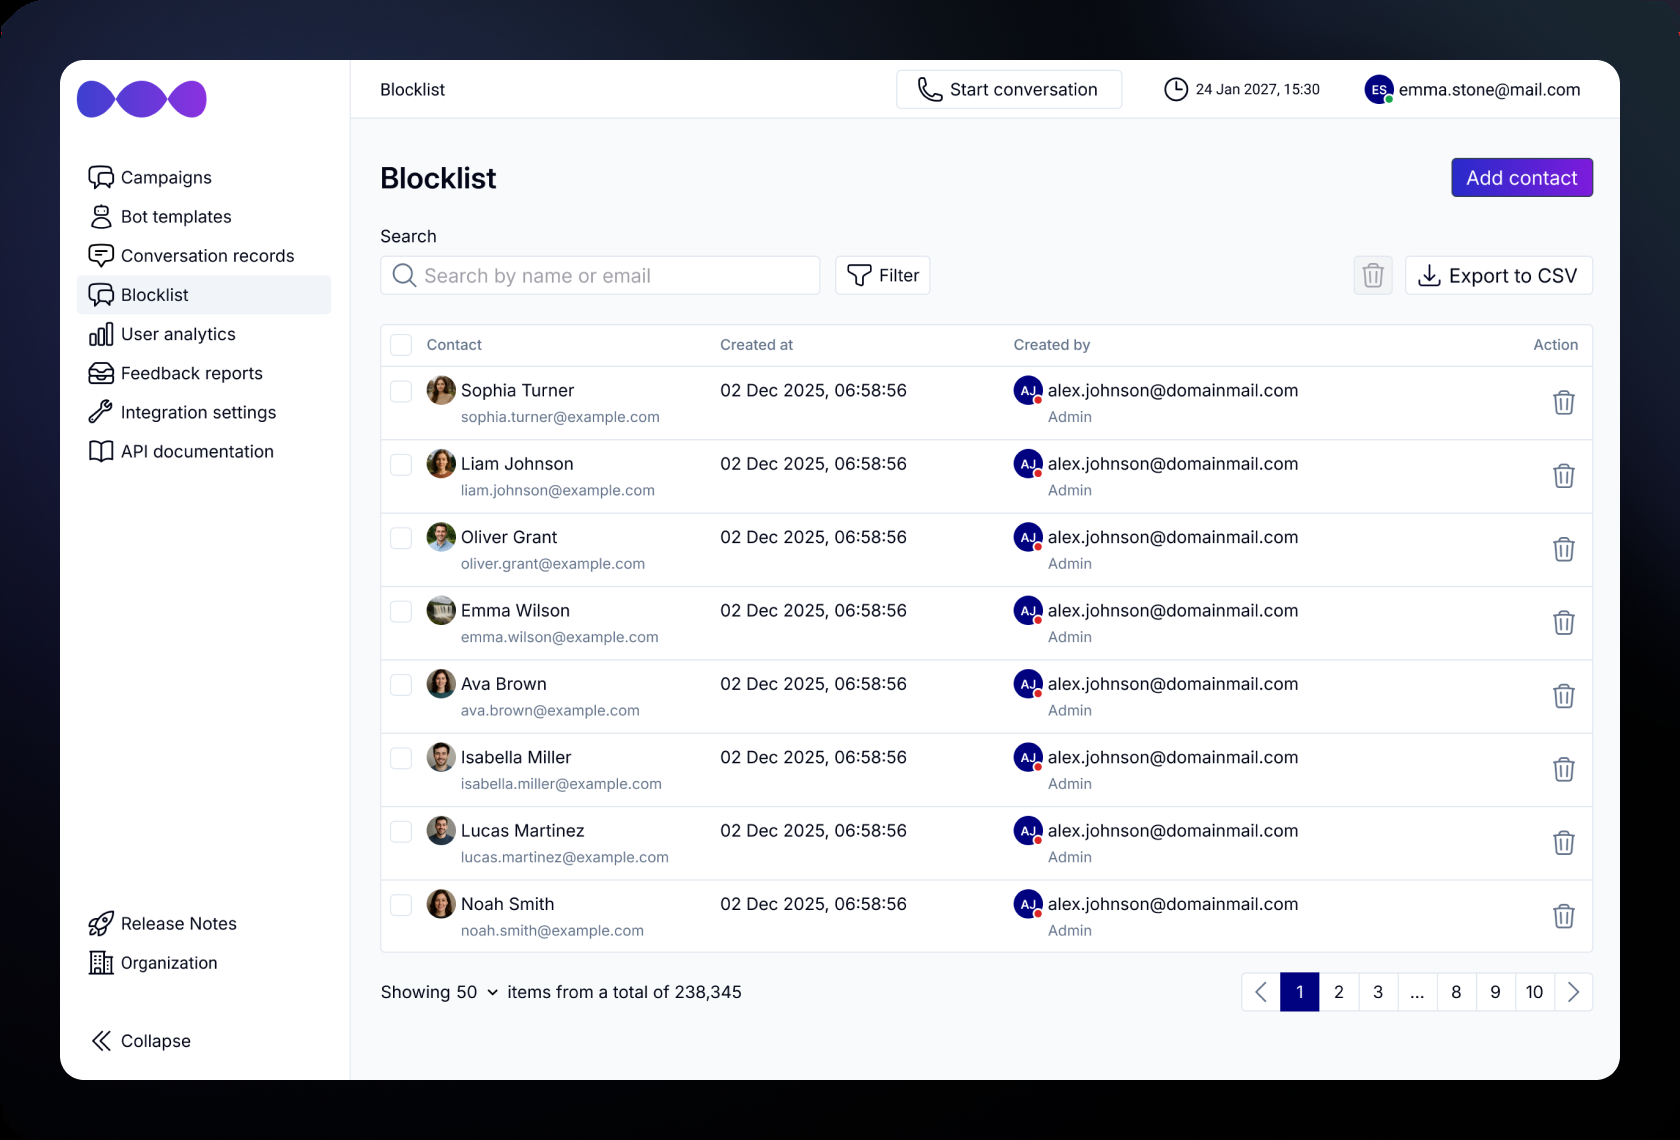 Blocklist
Start conversation
24 Jan 2027, 15:30
ES
emma.stone@mail.com
Campaigns
Bot templates
Conversation records
Blocklist
User analytics
Feedback reports
Integration settings
API documentation
Release Notes
Organization
Collapse
Blocklist
Add contact
Search
Search by name or email
Filter
Export to CSV
Contact Created at Created by Action
Sophia Turner 02 Dec 2025, 06:58:56 AJ alex.johnson@domainmail.com
sophia.turner@example.com Admin
Liam Johnson 02 Dec 2025, 06:58:56 AJ alex.johnson@domainmail.com
liam.johnson@example.com Admin
Oliver Grant 02 Dec 2025, 06:58:56 AJ alex.johnson@domainmail.com
oliver.grant@example.com Admin
Emma Wilson 02 Dec 2025, 06:58:56 AJ alex.johnson@domainmail.com
emma.wilson@example.com Admin
Ava Brown 02 Dec 2025, 06:58:56 AJ alex.johnson@domainmail.com
ava.brown@example.com Admin
Isabella Miller 02 Dec 2025, 06:58:56 AJ alex.johnson@domainmail.com
isabella.miller@example.com Admin
Lucas Martinez 02 Dec 2025, 06:58:56 AJ alex.johnson@domainmail.com
lucas.martinez@example.com Admin
Noah Smith 02 Dec 2025, 06:58:56 AJ alex.johnson@domainmail.com
noah.smith@example.com Admin
Showing 50 items from a total of 238,345
1 2 3 ... 8 9 10